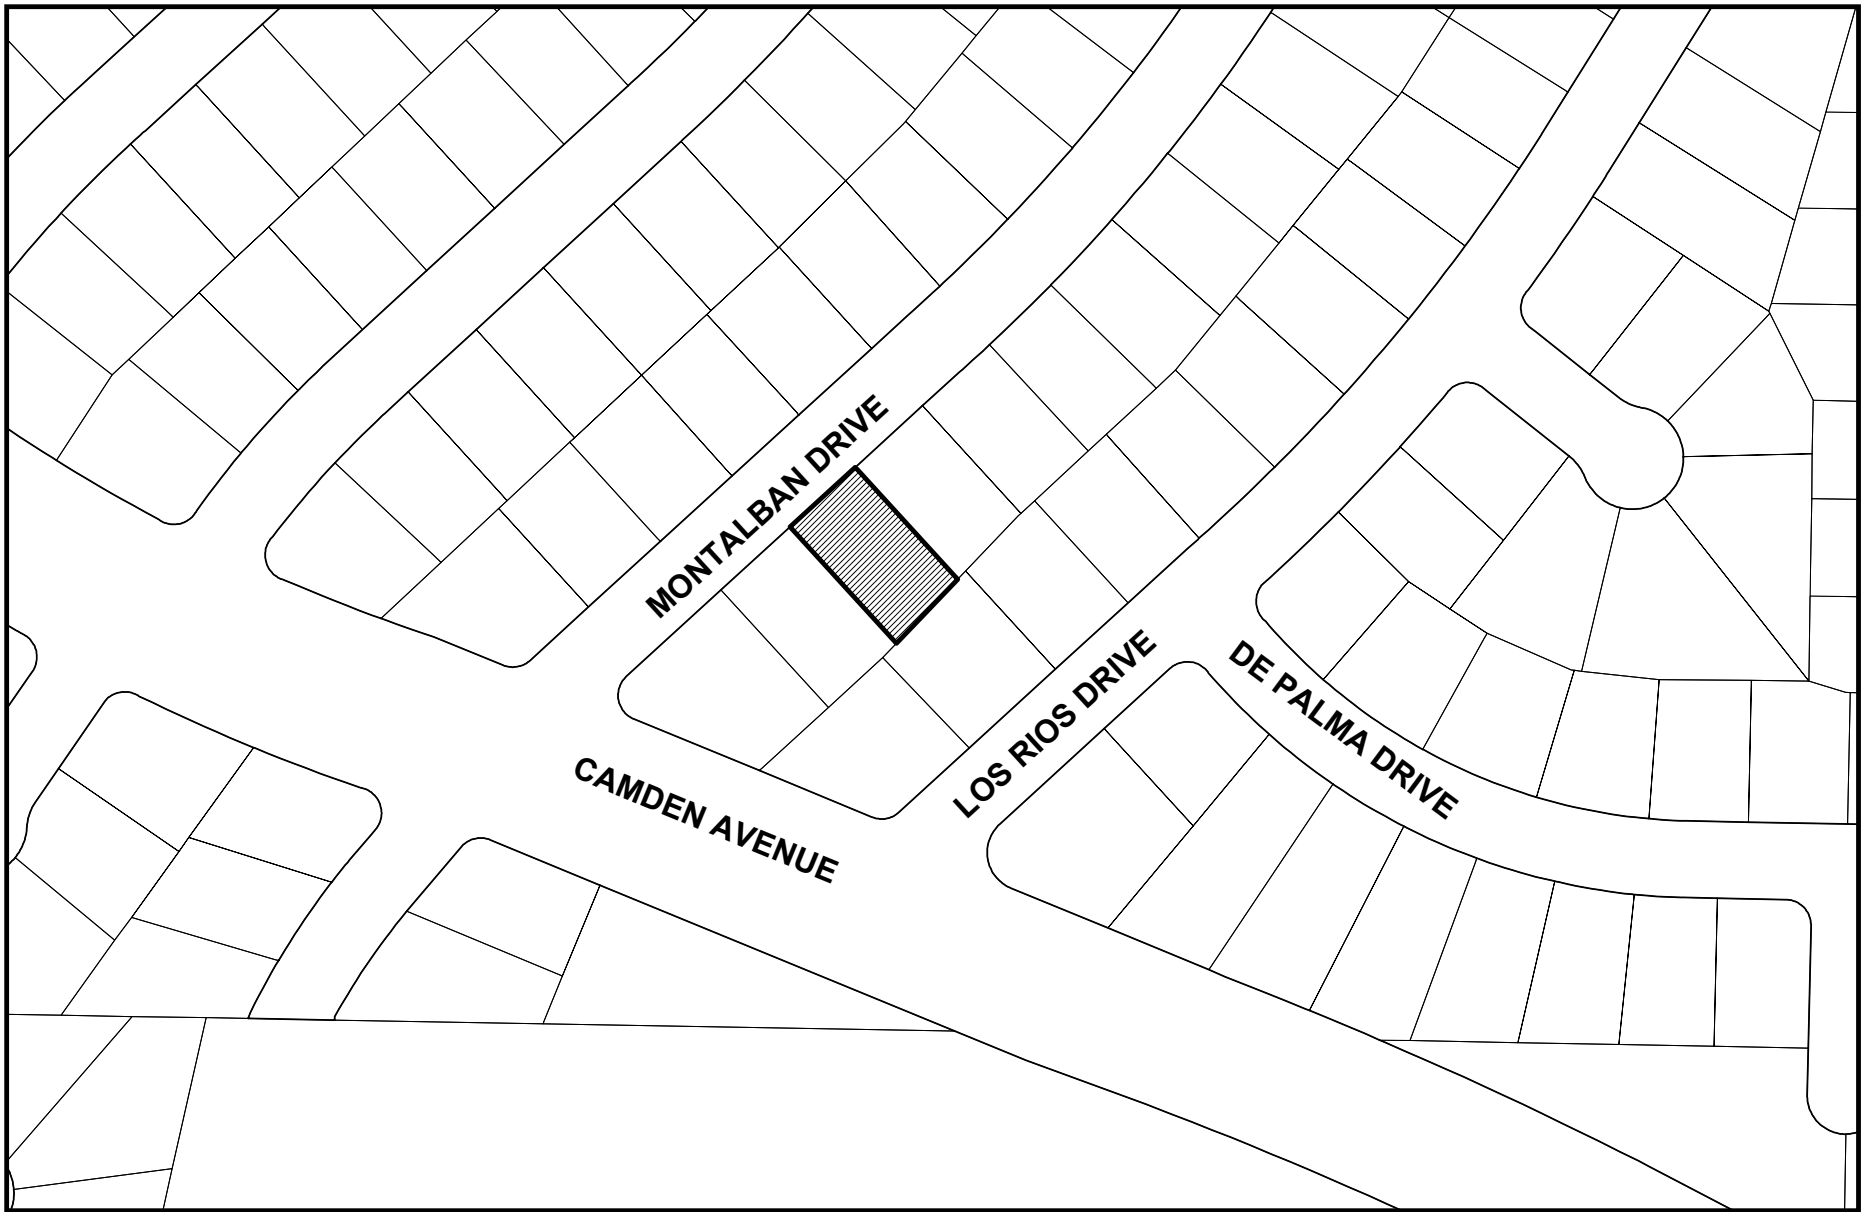 MONTALBAN DRIVE
LOS RIOS DRIVE
DE PALMA DRIVE
CAMDEN AVENUE